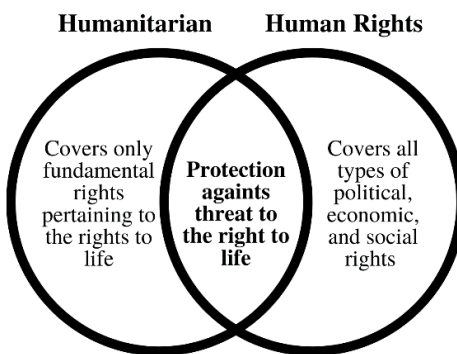 Humanitarian
Human Rights
Covers only
fundamental
rights
pertaining to
the rights to
life
Protection
againts
threat to
the right to
life
Covers all
types of
political,
economic,
and social
rights